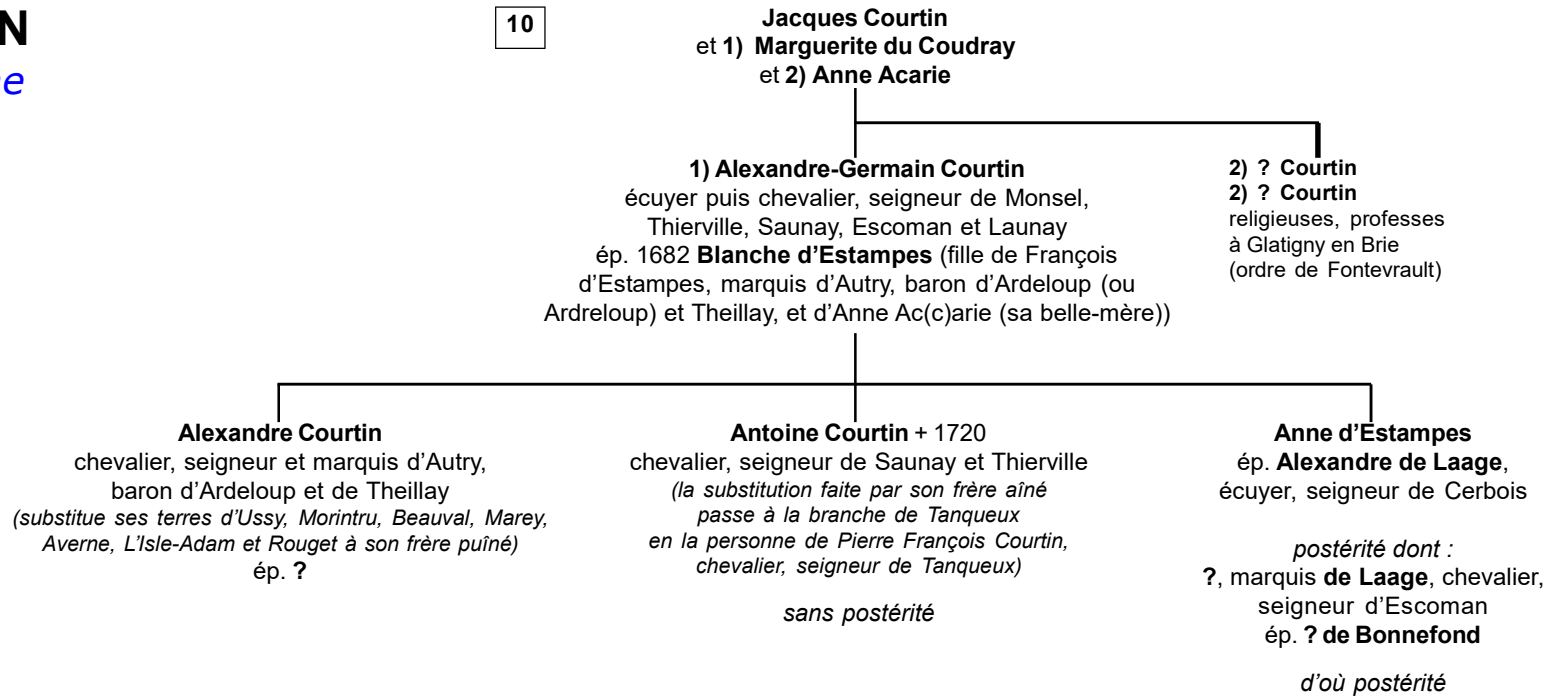 N
e
10
Jacques Courtin
et 1) Marguerite du Coudray
et 2) Anne Acarie
1) Alexandre-Germain Courtin
écuyer puis chevalier, seigneur de Monsel,
Thierville, Saunay, Escoman et Launay
ép. 1682 Blanche d’Estampes (fille de François
d’Estampes, marquis d’Autry, baron d’Ardeloup (ou
Ardreloup) et Theillay, et d’Anne Ac(c)arie (sa belle-mère))
2) ? Courtin
2) ? Courtin
religieuses, professes
à Glatigny en Brie
(ordre de Fontevrault)
Alexandre Courtin
chevalier, seigneur et marquis d’Autry,
baron d’Ardeloup et de Theillay
(substitue ses terres d’Ussy, Morintru, Beauval, Marey,
Averne, L’Isle-Adam et Rouget à son frère puîné)
ép. ?
Antoine Courtin + 1720
chevalier, seigneur de Saunay et Thierville
(la substitution faite par son frère aîné
passe à la branche de Tanqueux
en la personne de Pierre François Courtin,
chevalier, seigneur de Tanqueux)
sans postérité
Anne d’Estampes
ép. Alexandre de Laage,
écuyer, seigneur de Cerbois
postérité dont :
?, marquis de Laage, chevalier,
seigneur d’Escoman
ép. ? de Bonnefond
d’où postérité